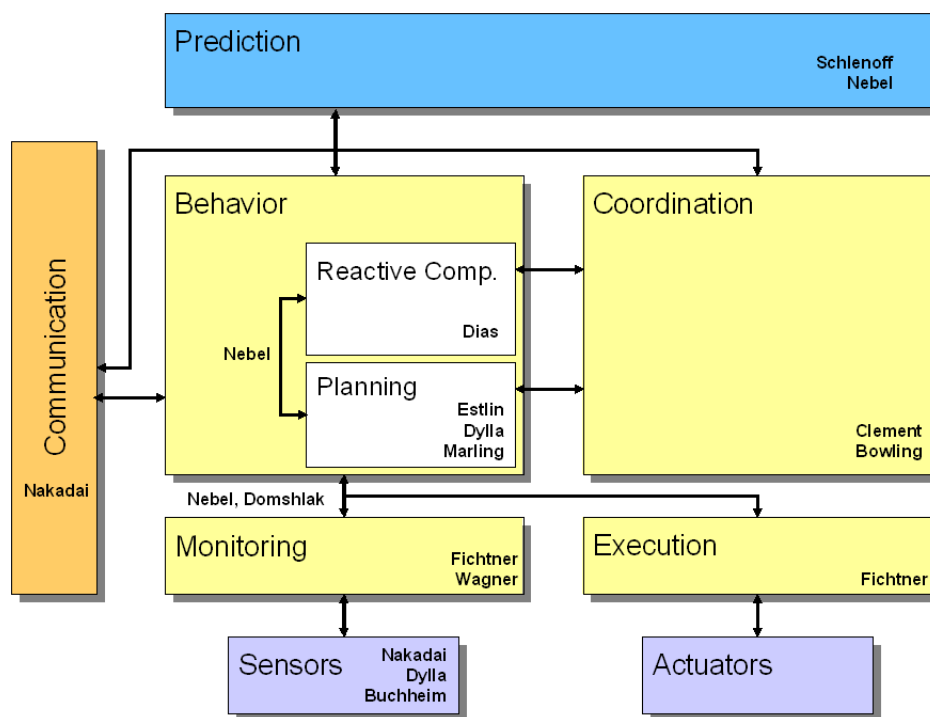 Prediction
Schlenoff
Nebel
Communication
Nakadai
Behavior
Reactive Comp.
Dias
Nebel
Planning
Estlin
Dylla
Marling
Coordination
Clement
Bowling
Nebel, Domshlak
Monitoring
Fichtner
Wagner
Execution
Fichtner
Sensors
Nakadai
Dylla
Buchheim
Actuators